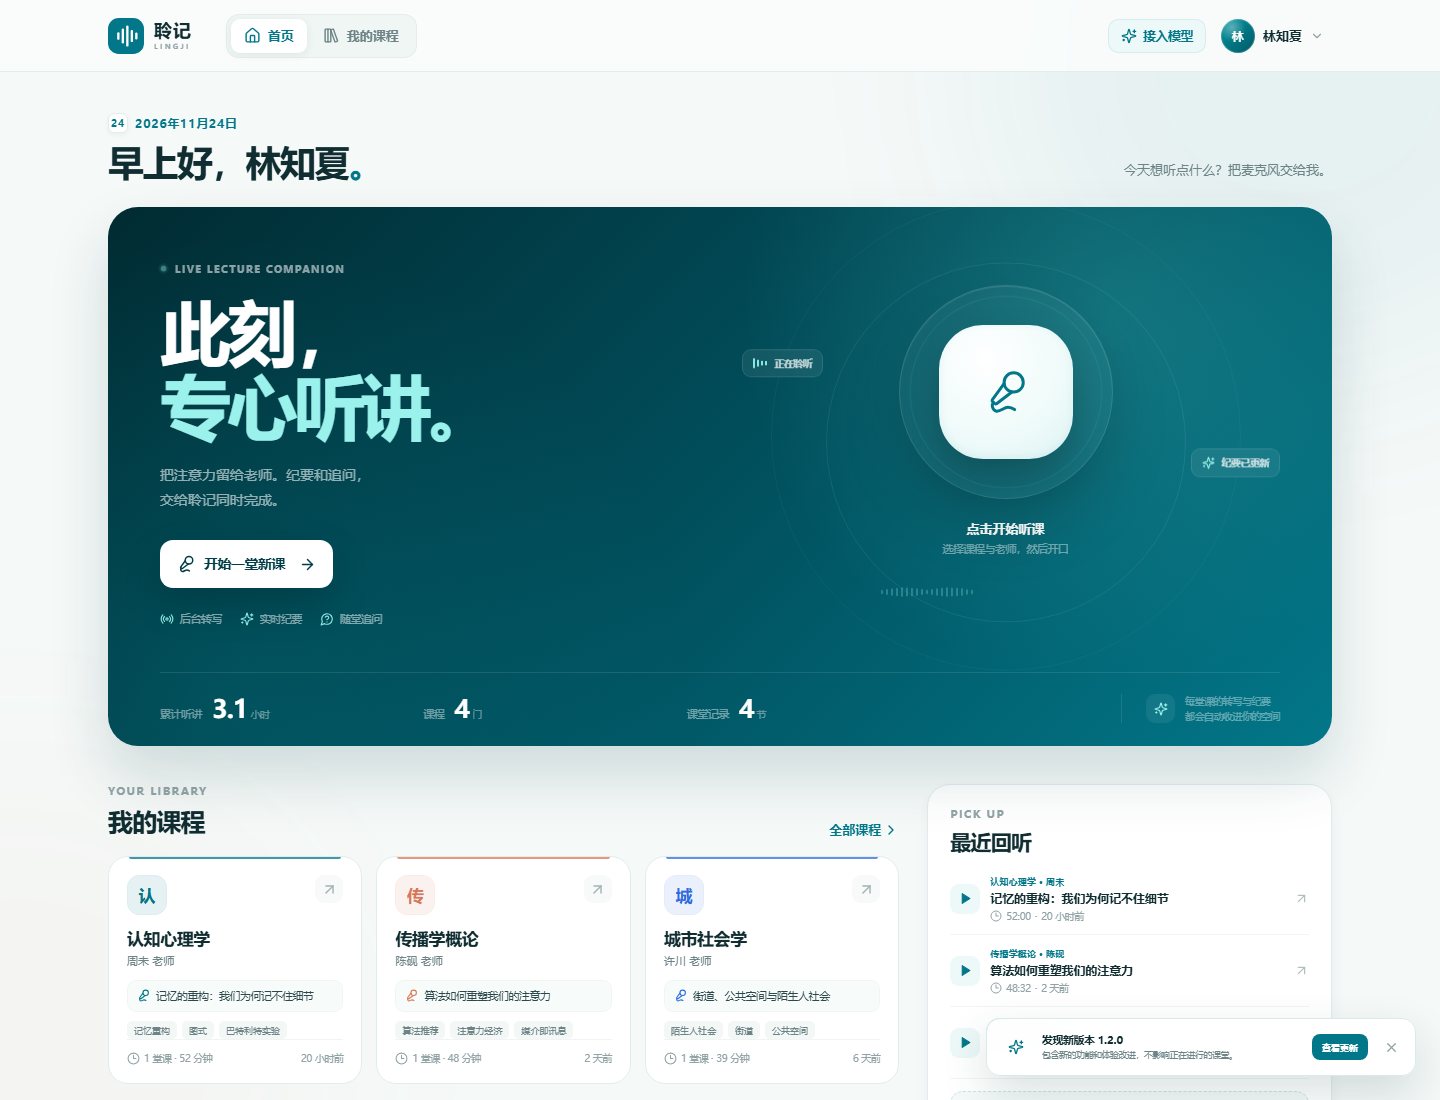 聆记
LINGJI
首页
我的课程
接入模型
林
林知夏
24
2026年11月24日
早上好，林知夏。
今天想听点什么？把麦克风交给我。
LIVE LECTURE COMPANION
此刻，
专心听讲。
把注意力留给老师。纪要和追问，
交给聆记同时完成。
开始一堂新课
后台转写
实时纪要
随堂追问
正在聆听
纪要已更新
点击开始听课
选择课程与老师，然后开口
累计听讲 3.1 小时
课程 4 门
课堂记录 4 节
每堂课的转写与纪要
都会自动收进你的空间
YOUR LIBRARY
我的课程
全部课程
认
认知心理学
周未 老师
记忆的重构：我们为何记不住细节
记忆重构
图式
巴特利特实验
1 堂课 · 52 分钟
20 小时前
传
传播学概论
陈砚 老师
算法如何重塑我们的注意力
算法推荐
注意力经济
媒介即讯息
1 堂课 · 48 分钟
2 天前
城
城市社会学
许川 老师
街道、公共空间与陌生人社会
陌生人社会
街道
公共空间
1 堂课 · 39 分钟
6 天前
PICK UP
最近回听
认知心理学 • 周未
记忆的重构：我们为何记不住细节
52:00 · 20 小时前
传播学概论 • 陈砚
算法如何重塑我们的注意力
48:32 · 2 天前
发现新版本 1.2.0
包含新的功能和体验改进，不影响正在进行的课堂。
查看更新